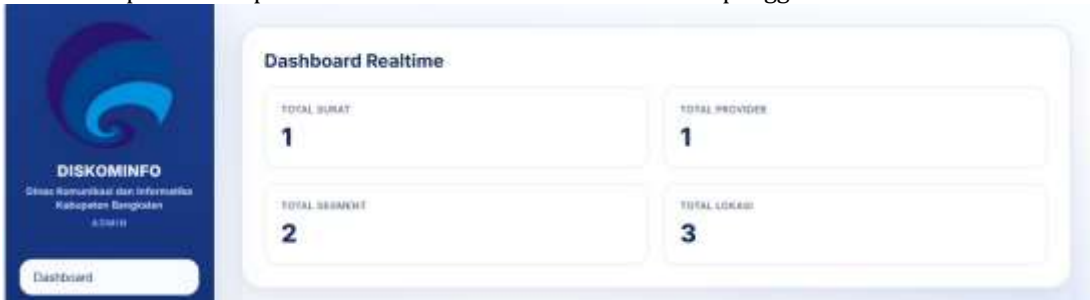 DISKOMINFO
Dinas Komunikasi dan Informatika
Kabupaten Bangkalan
ADMIN
Dashboard
Dashboard Realtime
TOTAL SURAT
1
TOTAL PROVIDER
1
TOTAL SEGMENT
2
TOTAL LOKASI
3